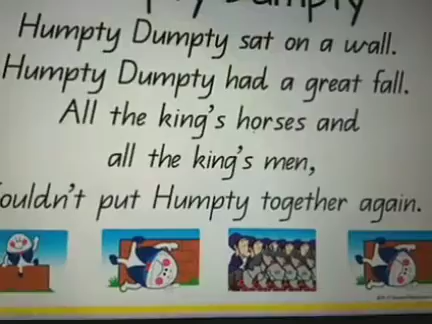 Humpty Dumpty sat on a wall.
Humpty Dumpty had a great fall.
All the king's horses and
all the king's men,
ouldn't put Humpty together again.